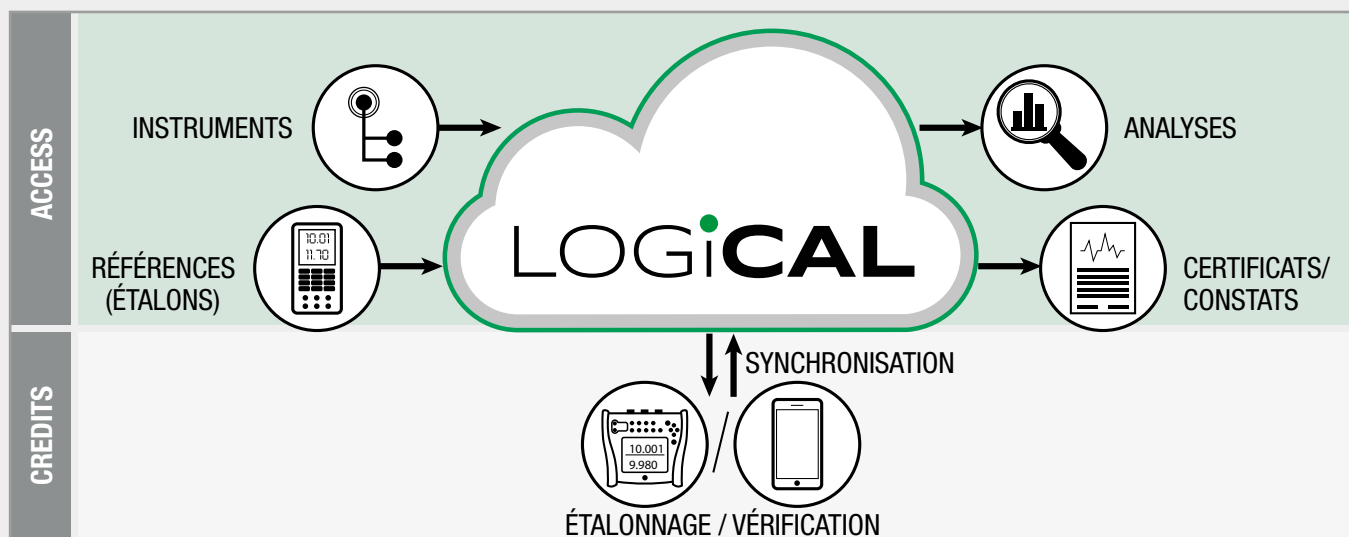 ACCESS
INSTRUMENTS
ANALYSES
LOGiCAL
10.01
11.70
RÉFÉRENCES
(ÉTALONS)
CERTIFICATS/
CONSTATS
CREDITS
SYNCHRONISATION
10.001
9.980
ÉTALONNAGE / VÉRIFICATION